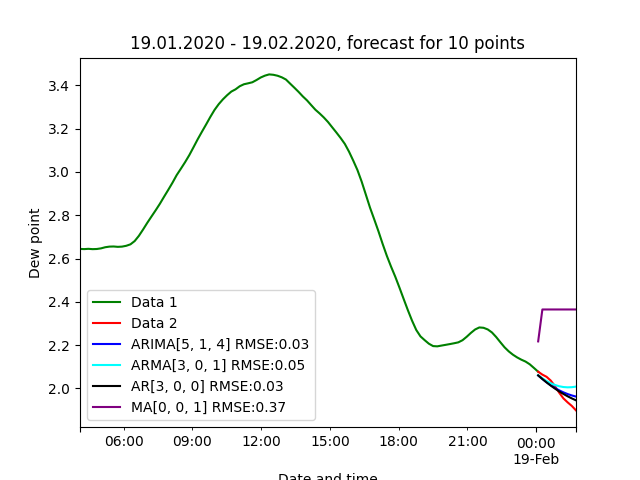 19.01.2020 - 19.02.2020, forecast for 10 points
3.4
3.2
3.0
2.8
2.6
2.4
2.2
2.0
Dew point
Data 1
Data 2
ARIMA[5, 1, 4] RMSE:0.03
ARMA[3, 0, 1] RMSE:0.05
AR[3, 0, 0] RMSE:0.03
MA[0, 0, 1] RMSE:0.37
06:00 09:00 12:00 15:00 18:00 21:00 00:00
19-Feb
Date and time